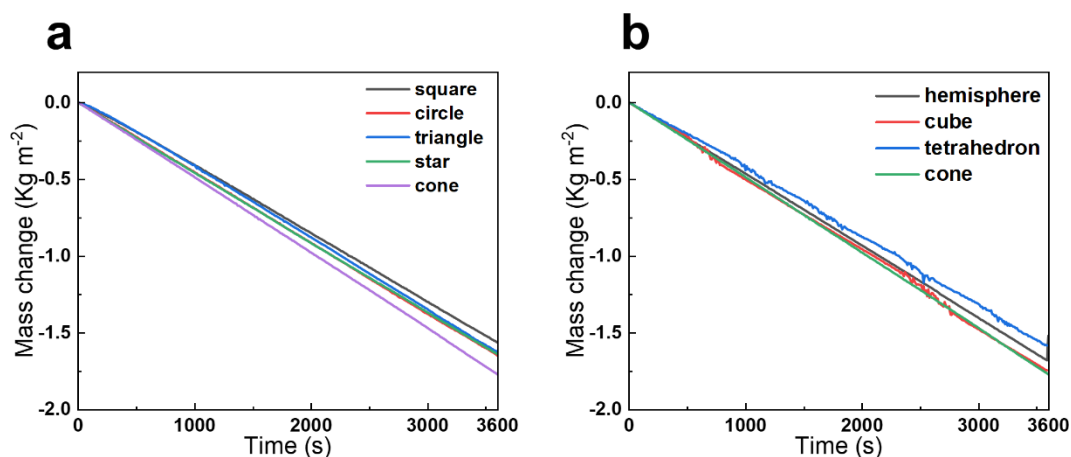 a
square
circle
triangle
star
cone
0.0
-0.5
-1.0
-1.5
-2.0
Mass change (Kg m-2)
0
1000
2000
3000
3600
Time (s)
b
hemisphere
cube
tetrahedron
cone
0.0
-0.5
-1.0
-1.5
-2.0
Mass change (Kg m-2)
0
1000
2000
3000
3600
Time (s)